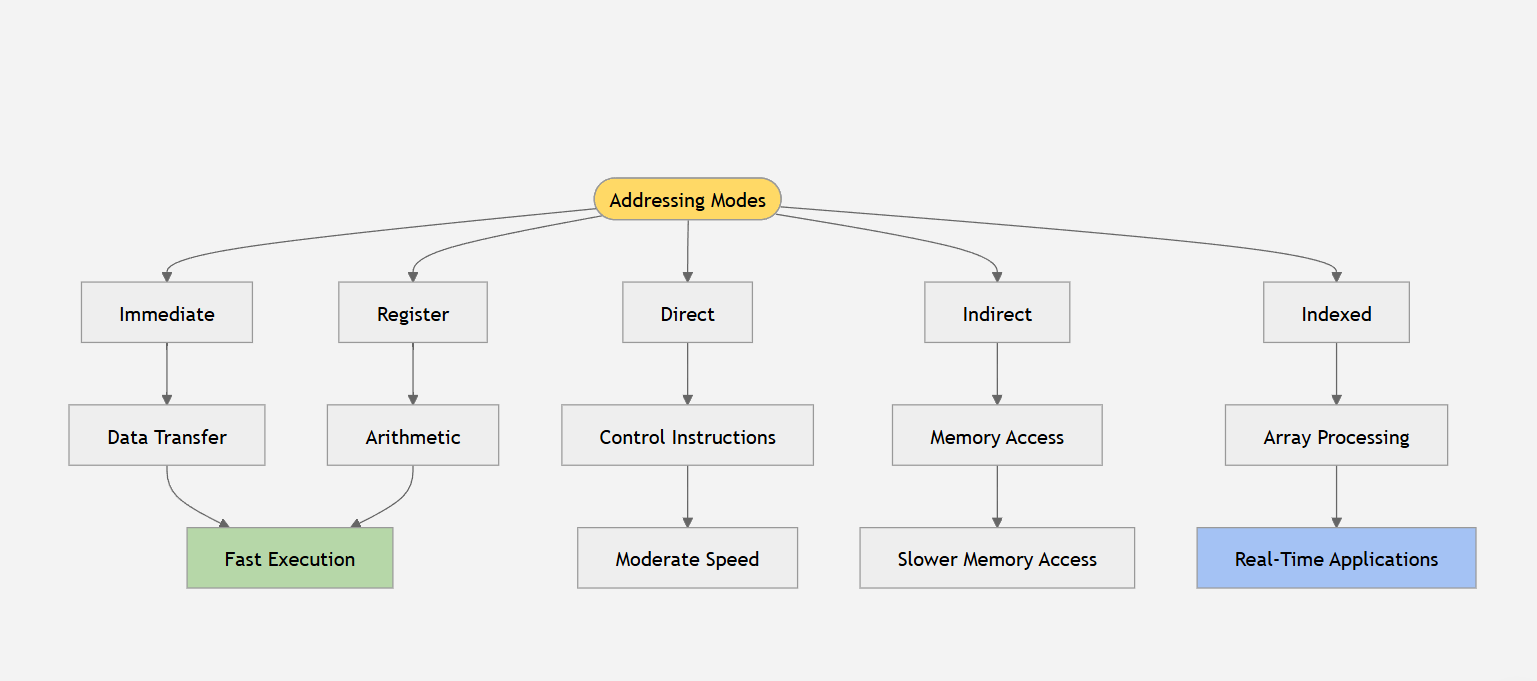 Addressing Modes
Immediate
Register
Direct
Indirect
Indexed
Data Transfer
Arithmetic
Control Instructions
Memory Access
Array Processing
Fast Execution
Moderate Speed
Slower Memory Access
Real-Time Applications